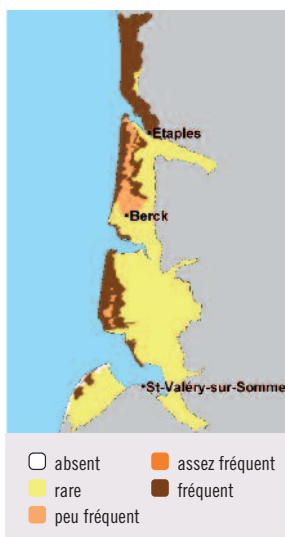 Etaples
Berck
St-Valéry-sur-Somme
absent
assez fréquent
rare
fréquent
peu fréquent